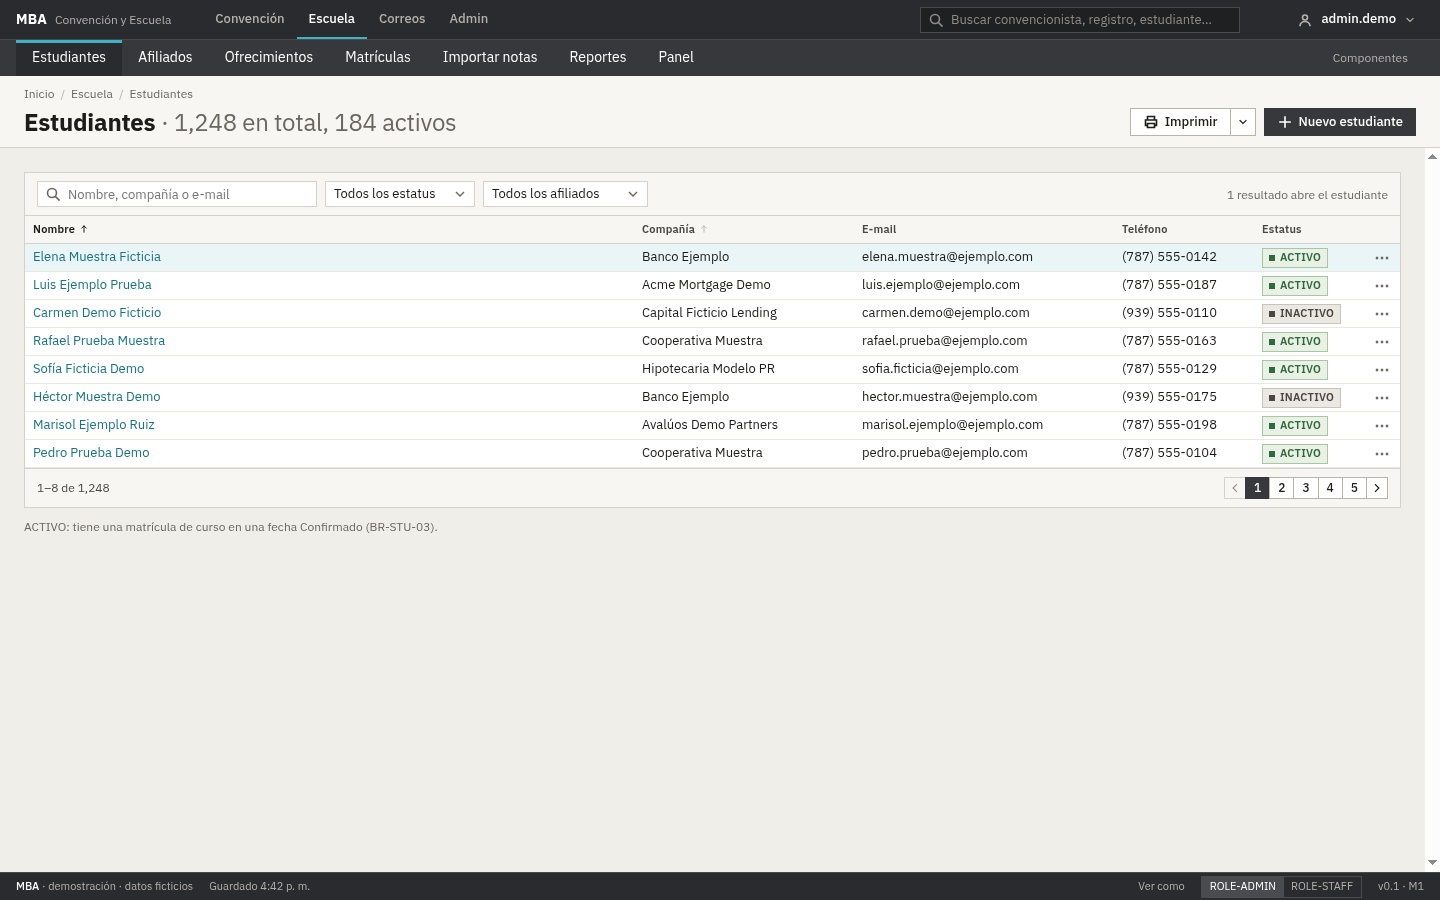 MBA Convención y Escuela Convención Escuela Correos Admin Buscar convencionista, registro, estudiante... admin.demo
Estudiantes Afiliados Ofrecimientos Matrículas Importar notas Reportes Panel Componentes
Inicio / Escuela / Estudiantes
Estudiantes · 1,248 en total, 184 activos Imprimir Nuevo estudiante
Nombre, compañía o e-mail Todos los estatus Todos los afiliados 1 resultado abre el estudiante
Nombre ↑ Compañía ↑ E-mail Teléfono Estatus
Elena Muestra Ficticia Banco Ejemplo elena.muestra@ejemplo.com (787) 555-0142 ACTIVO
Luis Ejemplo Prueba Acme Mortgage Demo luis.ejemplo@ejemplo.com (787) 555-0187 ACTIVO
Carmen Demo Ficticio Capital Ficticio Lending carmen.demo@ejemplo.com (939) 555-0110 INACTIVO
Rafael Prueba Muestra Cooperativa Muestra rafael.prueba@ejemplo.com (787) 555-0163 ACTIVO
Sofía Ficticia Demo Hipotecaria Modelo PR sofia.ficticia@ejemplo.com (787) 555-0129 ACTIVO
Héctor Muestra Demo Banco Ejemplo hector.muestra@ejemplo.com (939) 555-0175 INACTIVO
Marisol Ejemplo Ruiz Avalúos Demo Partners marisol.ejemplo@ejemplo.com (787) 555-0198 ACTIVO
Pedro Prueba Demo Cooperativa Muestra pedro.prueba@ejemplo.com (787) 555-0104 ACTIVO
1–8 de 1,248 1 2 3 4 5
ACTIVO: tiene una matrícula de curso en una fecha Confirmado (BR-STU-03).
MBA · demostración · datos ficticios Guardado 4:42 p. m. Ver como ROLE-ADMIN ROLE-STAFF v0.1 · M1